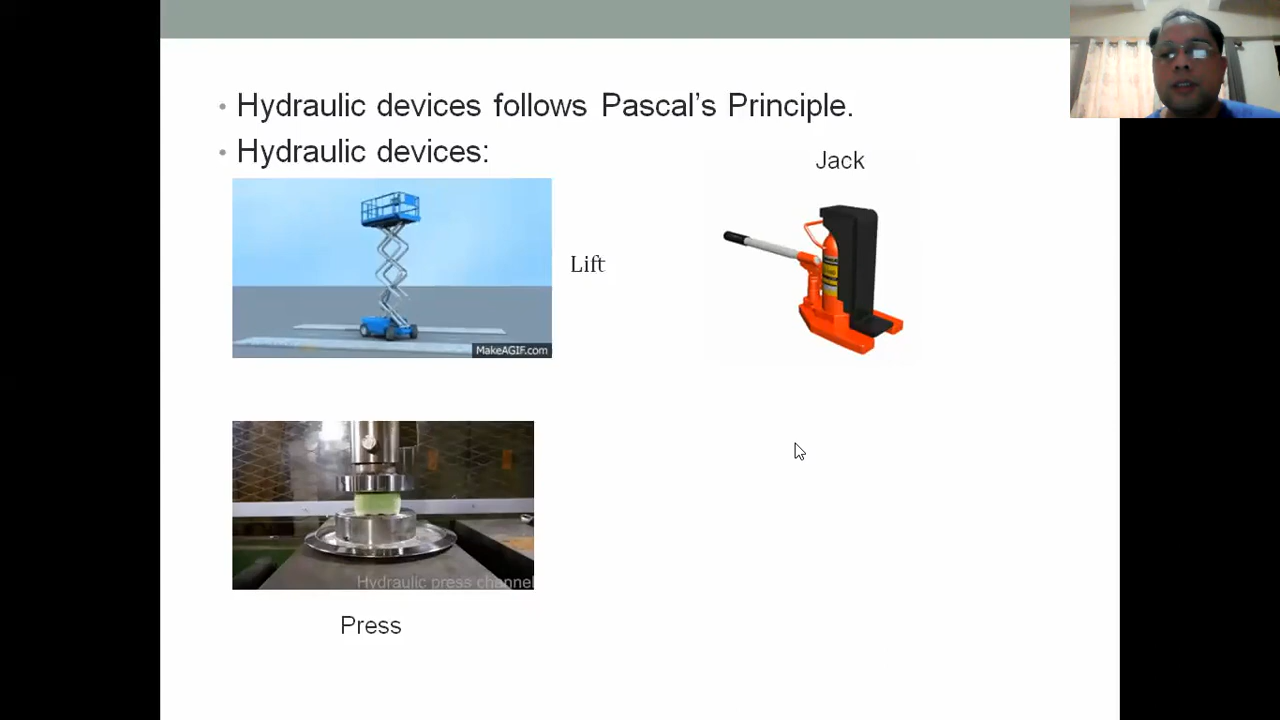 • Hydraulic devices follows Pascal’s Principle.
• Hydraulic devices:
Jack
Lift
MakeAGIF.com
Hydraulic press channel
Press